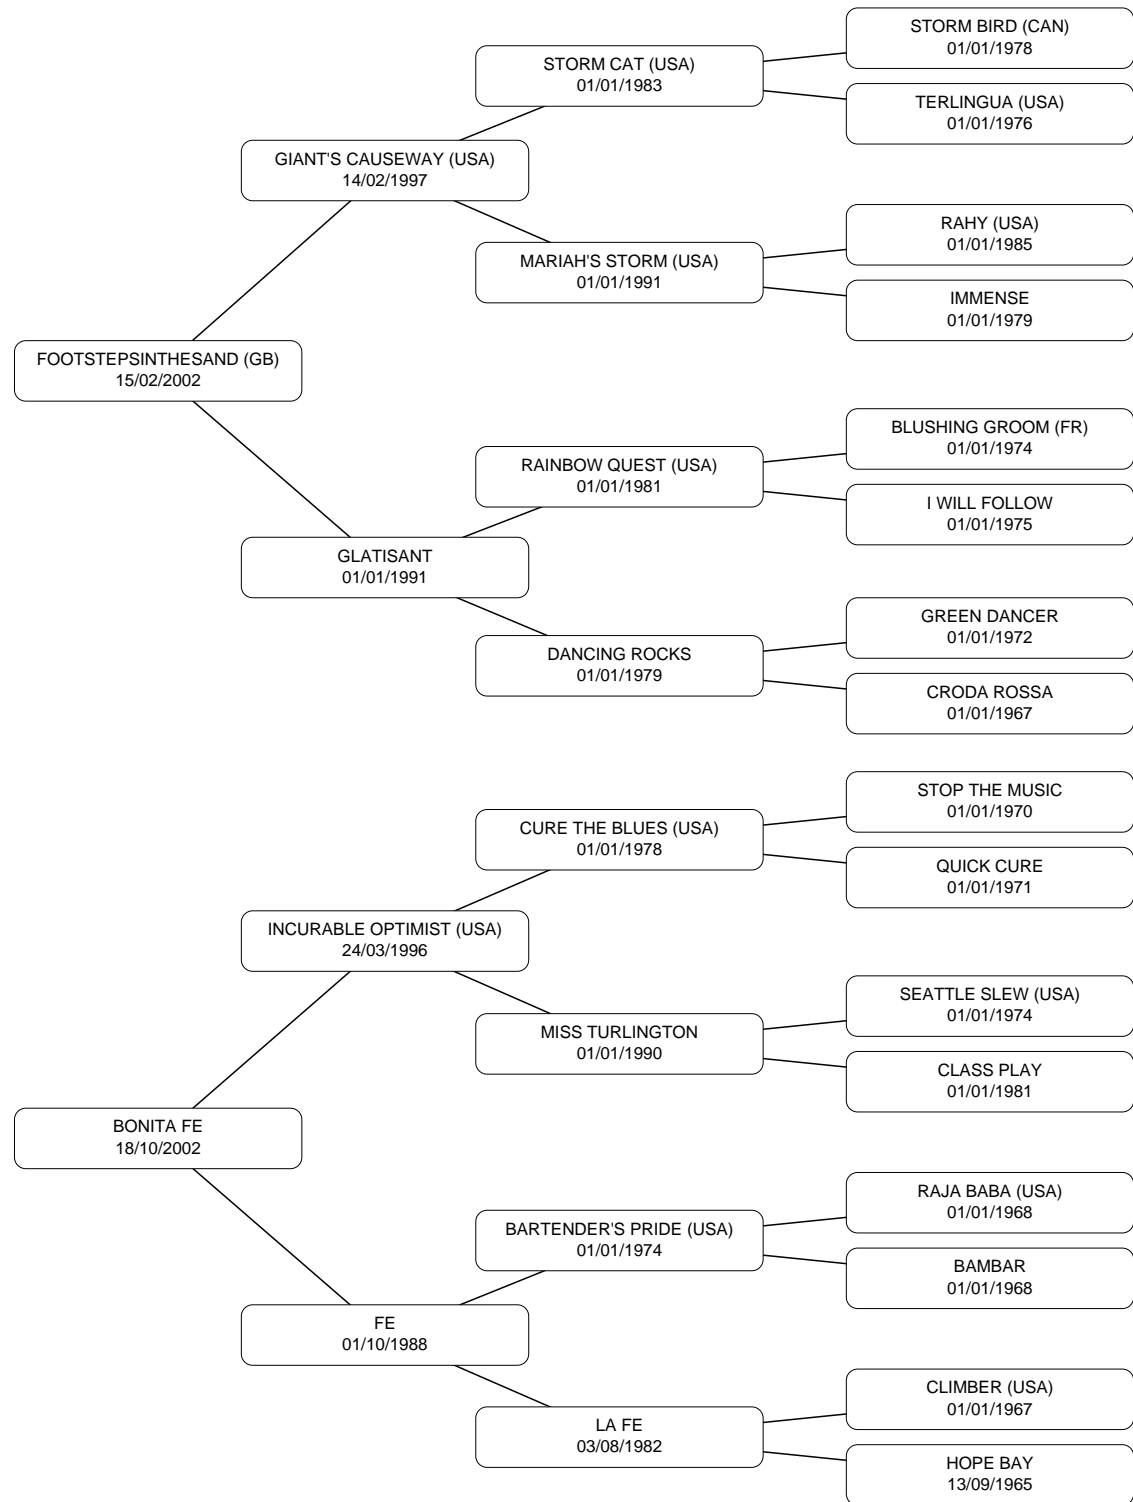 STORM BIRD (CAN)
01/01/1978
STORM CAT (USA)
01/01/1983
TERLINGUA (USA)
01/01/1976
GIANT'S CAUSEWAY (USA)
14/02/1997
RAHY (USA)
01/01/1985
MARIAH'S STORM (USA)
01/01/1991
IMMENSE
01/01/1979
FOOTSTEPSINTHESAND (GB)
15/02/2002
BLUSHING GROOM (FR)
01/01/1974
RAINBOW QUEST (USA)
01/01/1981
I WILL FOLLOW
01/01/1975
GLATISANT
01/01/1991
GREEN DANCER
01/01/1972
DANCING ROCKS
01/01/1979
CRODA ROSSA
01/01/1967
STOP THE MUSIC
01/01/1970
CURE THE BLUES (USA)
01/01/1978
QUICK CURE
01/01/1971
INCURABLE OPTIMIST (USA)
24/03/1996
SEATTLE SLEW (USA)
01/01/1974
MISS TURLINGTON
01/01/1990
CLASS PLAY
01/01/1981
BONITA FE
18/10/2002
RAJA BABA (USA)
01/01/1968
BARTENDER'S PRIDE (USA)
01/01/1974
BAMBAR
01/01/1968
FE
01/10/1988
CLIMBER (USA)
01/01/1967
LA FE
03/08/1982
HOPE BAY
13/09/1965